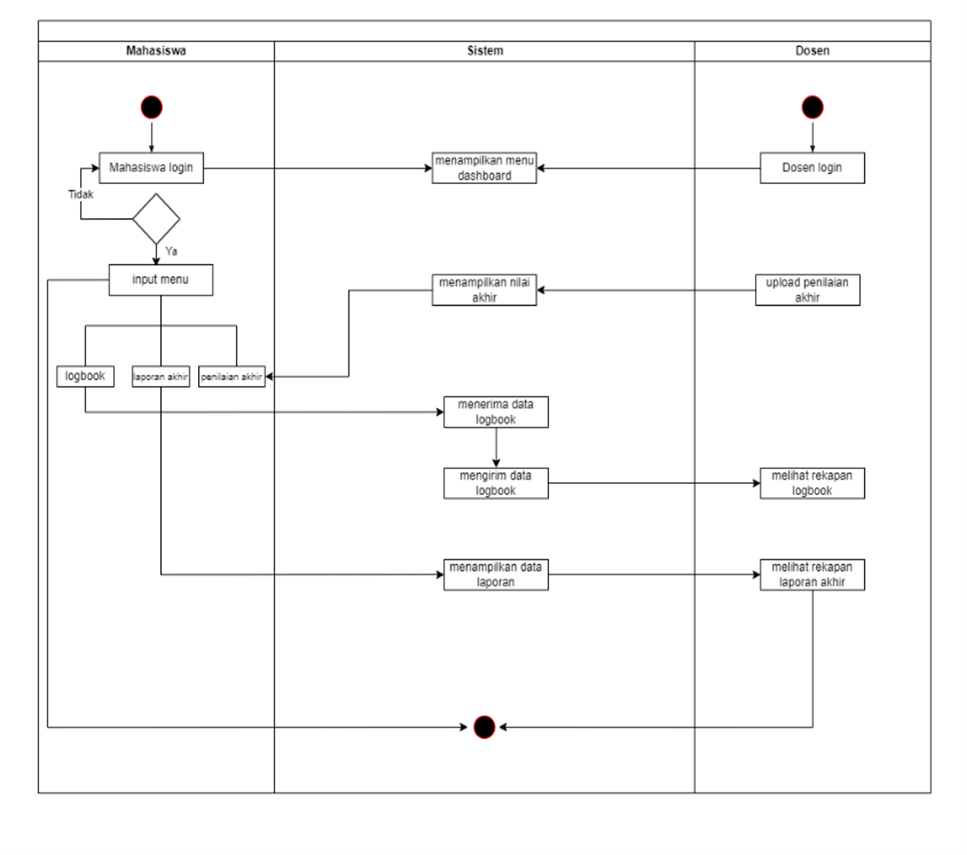 Mahasiswa
Sistem
Dosen
Mahasiswa login
menampilkan menu
dashboard
Dosen login
Tidak
Ya
input menu
menampilkan nilai
akhir
upload penilaian
akhir
logbook
laporan akhir
penilaian akhir
menerima data
logbook
mengirim data
logbook
melihat rekapan
logbook
menampilkan data
laporan
melihat rekapan
laporan akhir